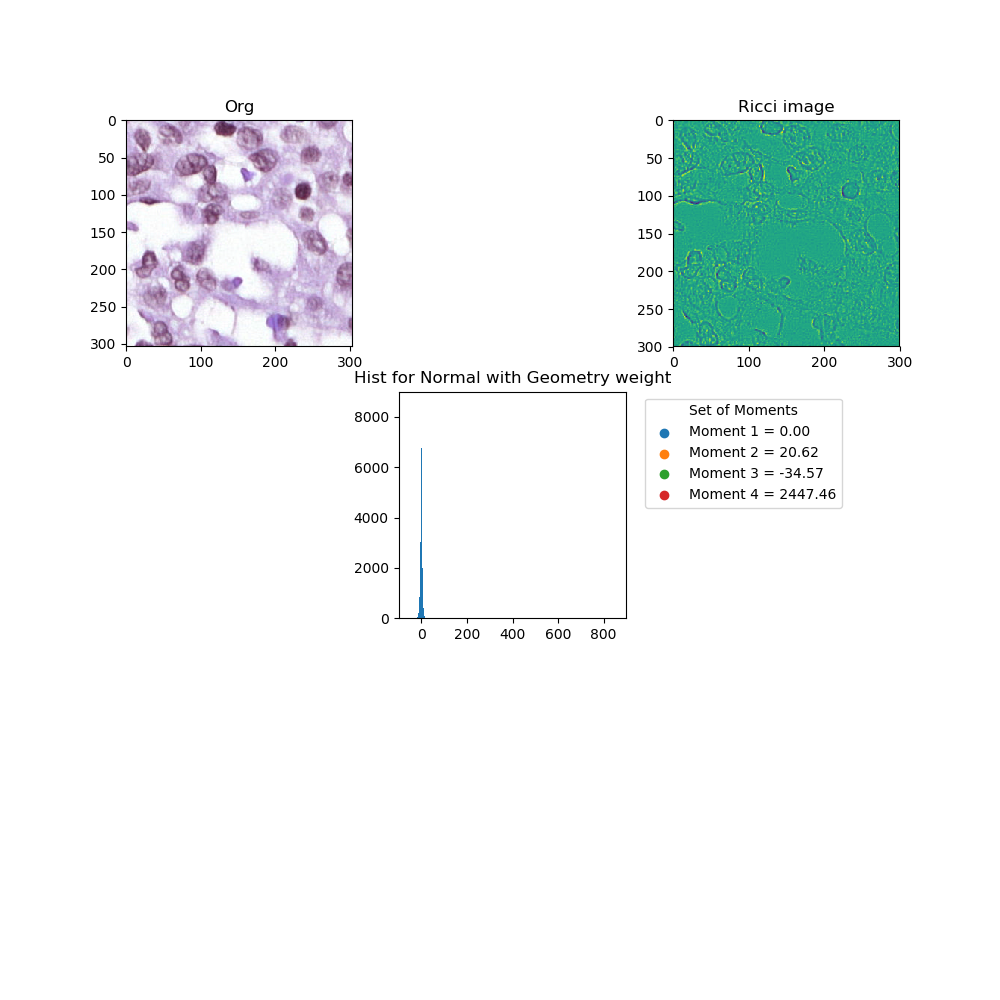 Org
0
50
100
150
200
250
300
0 100 200 300
Ricci image
0
50
100
150
200
250
300
0 100 200 300
Hist for Normal with Geometry weight
8000
6000
4000
2000
0
0 200 400 600 800
Set of Moments
Moment 1 = 0.00
Moment 2 = 20.62
Moment 3 = -34.57
Moment 4 = 2447.46